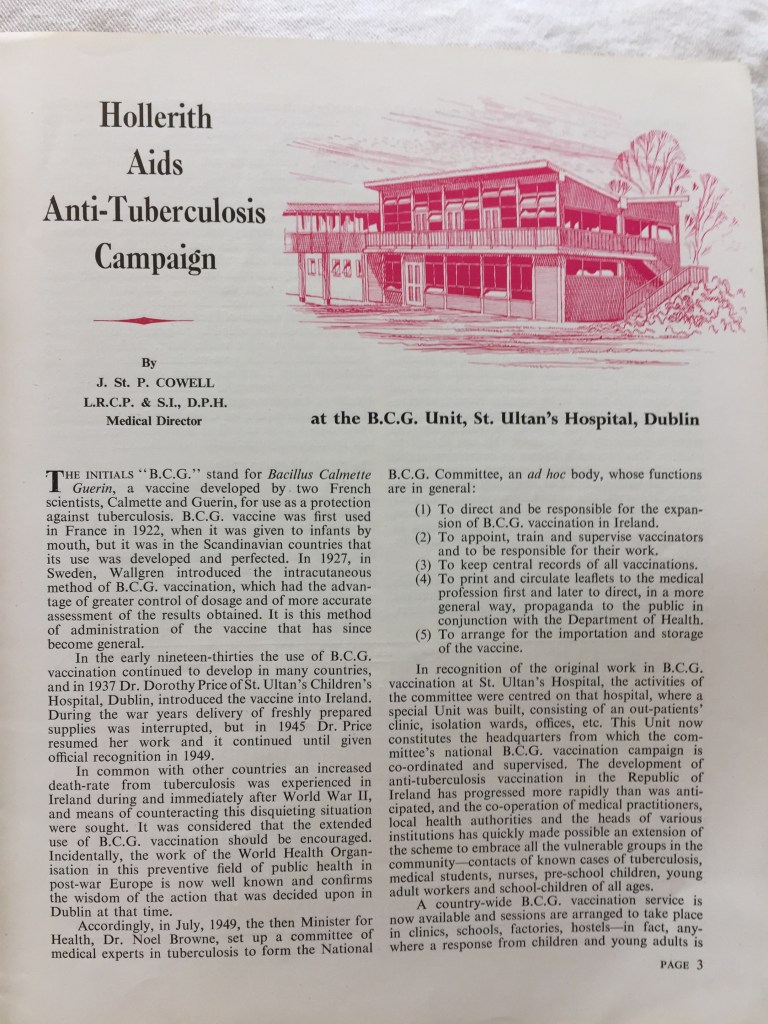 Hollerith
Aids
Anti-Tuberculosis
Campaign
By
J. St. P. COWELL
L.R.C.P. & S.I., D.P.H.
Medical Director
at the B.C.G. Unit, St. Ultan's Hospital, Dublin
THE INITIALS "B.C.G." stand for Bacillus Calmette
Guerin, a vaccine developed by two French
scientists, Calmette and Guerin, for use as a protection
against tuberculosis. B.C.G. vaccine was first used
in France in 1922, when it was given to infants by
mouth, but it was in the Scandinavian countries that
its use was developed and perfected. In 1927, in
Sweden, Wallgren introduced the intracutaneous
method of B.C.G. vaccination, which had the advan-
tage of greater control of dosage and of more accurate
assessment of the results obtained. It is this method
of administration of the vaccine that has since
become general.
In the early nineteen-thirties the use of B.C.G.
vaccination continued to develop in many countries,
and in 1937 Dr. Dorothy Price of St. Ultan's Children's
Hospital, Dublin, introduced the vaccine into Ireland.
During the war years delivery of freshly prepared
supplies was interrupted, but in 1945 Dr. Price
resumed her work and it continued until given
official recognition in 1949.
In common with other countries an increased
death-rate from tuberculosis was experienced in
Ireland during and immediately after World War II,
and means of counteracting this disquieting situation
were sought. It was considered that the extended
use of B.C.G. vaccination should be encouraged.
Incidentally, the work of the World Health Organ-
isation in this preventive field of public health in
post-war Europe is now well known and confirms
the wisdom of the action that was decided upon in
Dublin at that time.
Accordingly, in July, 1949, the then Minister for
Health, Dr. Noel Browne, set up a committee of
medical experts in tuberculosis to form the National
B.C.G. Committee, an ad hoc body, whose functions
are in general:
(1) To direct and be responsible for the expan-
sion of B.C.G. vaccination in Ireland.
(2) To appoint, train and supervise vaccinators
and to be responsible for their work.
(3) To keep central records of all vaccinations.
(4) To print and circulate leaflets to the medical
profession first and later to direct, in a more
general way, propaganda to the public in
conjunction with the Department of Health.
(5) To arrange for the importation and storage
of the vaccine.
In recognition of the original work in B.C.G.
vaccination at St. Ultan's Hospital, the activities of
the committee were centred on that hospital, where a
special Unit was built, consisting of an out-patients'
clinic, isolation wards, offices, etc. This Unit now
constitutes the headquarters from which the com-
mittee's national B.C.G. vaccination campaign is
co-ordinated and supervised. The development of
anti-tuberculosis vaccination in the Republic of
Ireland has progressed more rapidly than was anti-
cipated, and the co-operation of medical practitioners,
local health authorities and the heads of various
institutions has quickly made possible an extension of
the scheme to embrace all the vulnerable groups in the
community—contacts of known cases of tuberculosis,
medical students, nurses, pre-school children, young
adult workers and school-children of all ages.
A country-wide B.C.G. vaccination service is
now available and sessions are arranged to take place
in clinics, schools, factories, hostels—in fact, any-
where a response from children and young adults is
PAGE 3